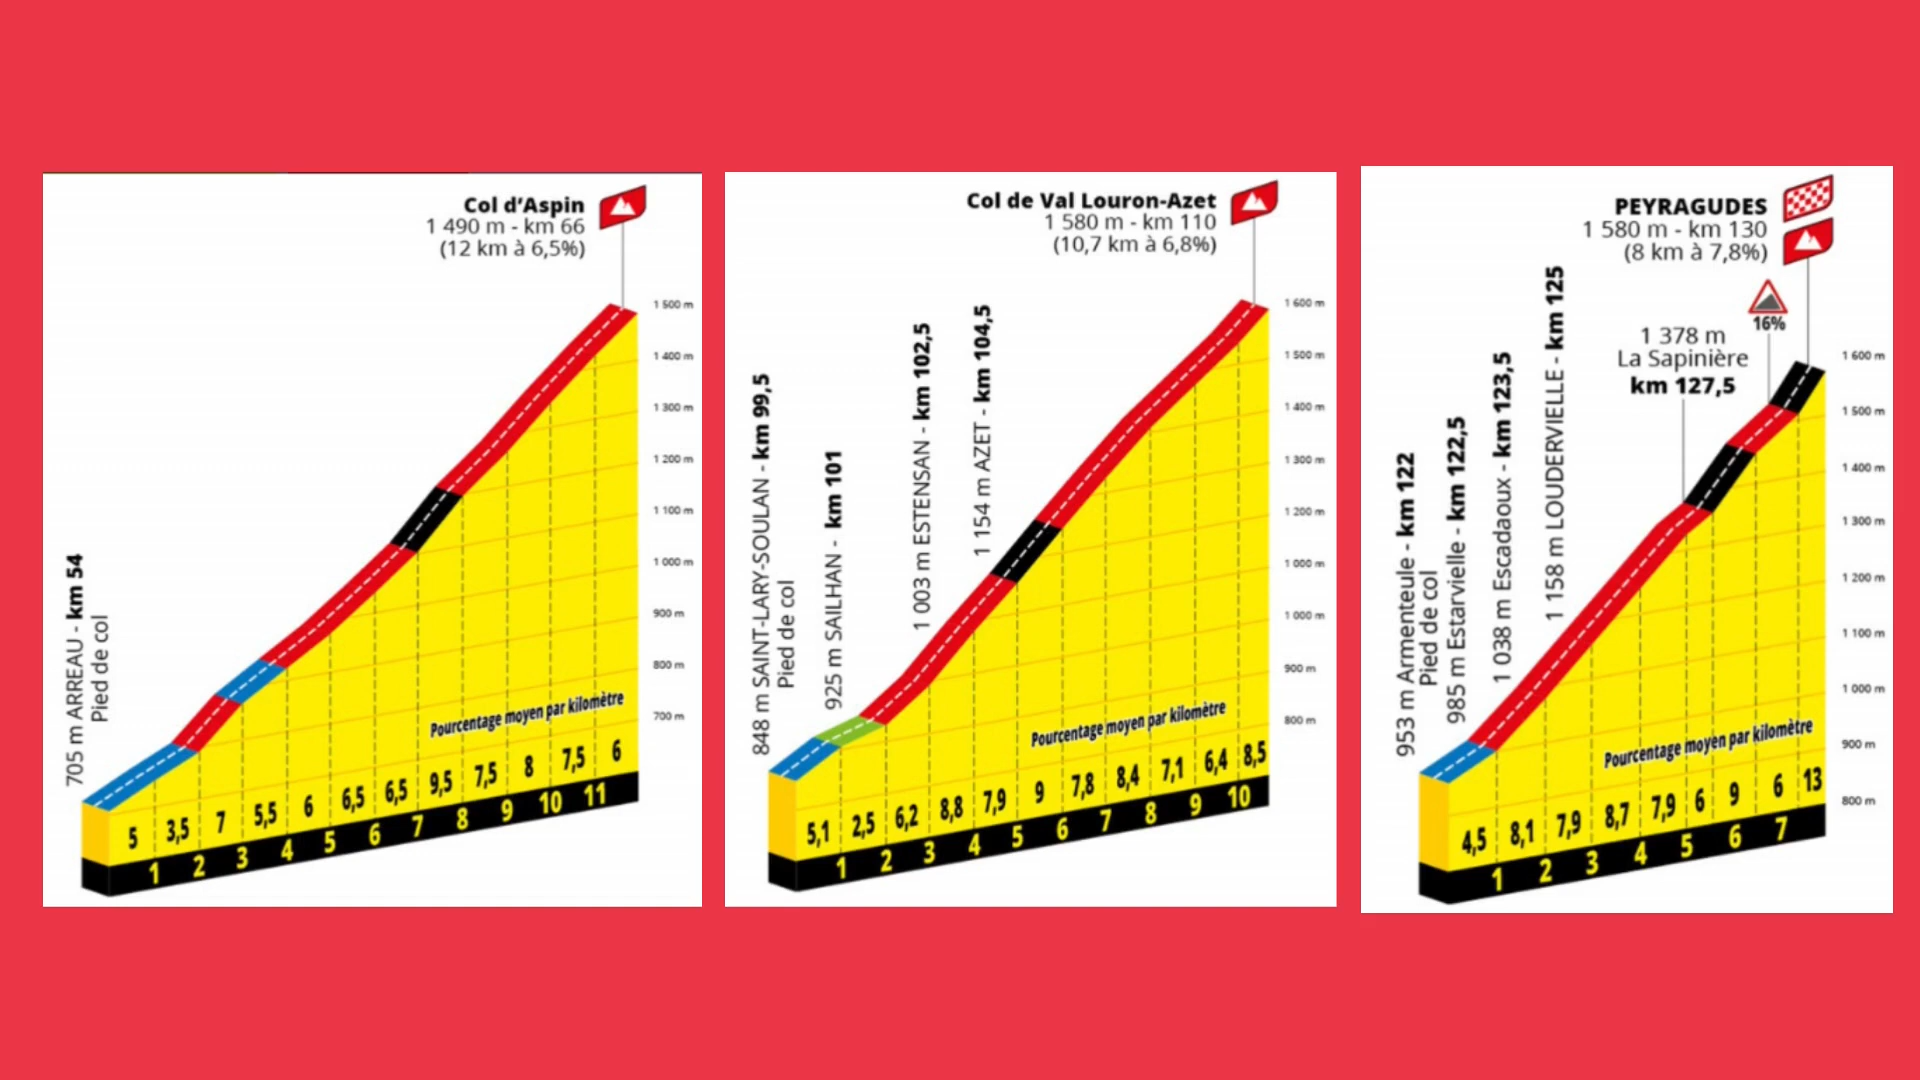 Col d’Aspin
1 490 m - km 66
(12 km à 6,5%)
705 m ARREAU - km 54
Pied de col
1 500 m
1 400 m
1 300 m
1 200 m
1 100 m
1 000 m
900 m
800 m
700 m
Pourcentage moyen par kilomètre
5 3,5 7 5,5 6 6,5 6,5 9,5 7,5 8 7,5 6
1 2 3 4 5 6 7 8 9 10 11
Col de Val Louron-Azet
1 580 m - km 110
(10,7 km à 6,8%)
848 m SAINT-LARY-SOULAN - km 99,5
Pied de col
925 m SAILHAN - km 101
1 003 m ESTENSAN - km 102,5
1 154 m AZET - km 104,5
1 600 m
1 500 m
1 400 m
1 300 m
1 200 m
1 000 m
1 000 m
900 m
800 m
Pourcentage moyen par kilomètre
5,1 2,5 6,2 8,8 7,9 9 7,8 8,4 7,1 6,4 8,5
1 2 3 4 5 6 7 8 9 10
PEYRAGUDES
1 580 m - km 130
(8 km à 7,8%)
16%
1 378 m
La Sapinière
km 127,5
953 m Armenteule - km 122
Pied de col
985 m Estarvielle - km 122,5
1 038 m Escadaoux - km 123,5
1 158 m LOUDERVIELLE - km 125
1 600 m
1 500 m
1 400 m
1 300 m
1 200 m
1 100 m
1 000 m
900 m
800 m
Pourcentage moyen par kilomètre
4,5 8,1 7,9 8,7 7,9 6 9 6 13
1 2 3 4 5 6 7